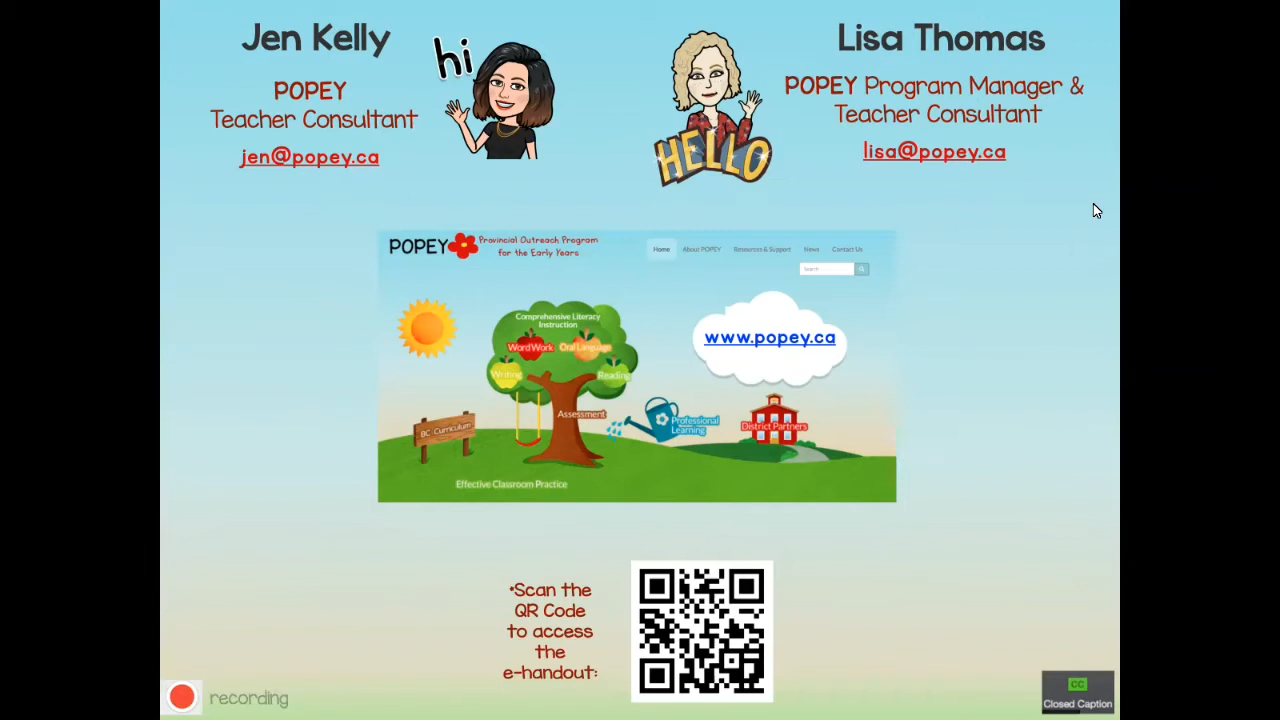 Jen Kelly
POPEY
Teacher Consultant
jen@popey.ca
hi
HELLO
Lisa Thomas
POPEY Program Manager &
Teacher Consultant
lisa@popey.ca
POPEY
Provincial Outreach Program
for the Early Years
Home About POPEY Resources & Support News Contact Us
Search
Comprehensive Literacy
Instruction
Word Work Oral Language
Writing Reading
Assessment
www.popey.ca
BC Curriculum
Professional
Learning
District Partners
Effective Classroom Practice
•Scan the
QR Code
to access
the
e-handout:
recording
CC
Closed Caption